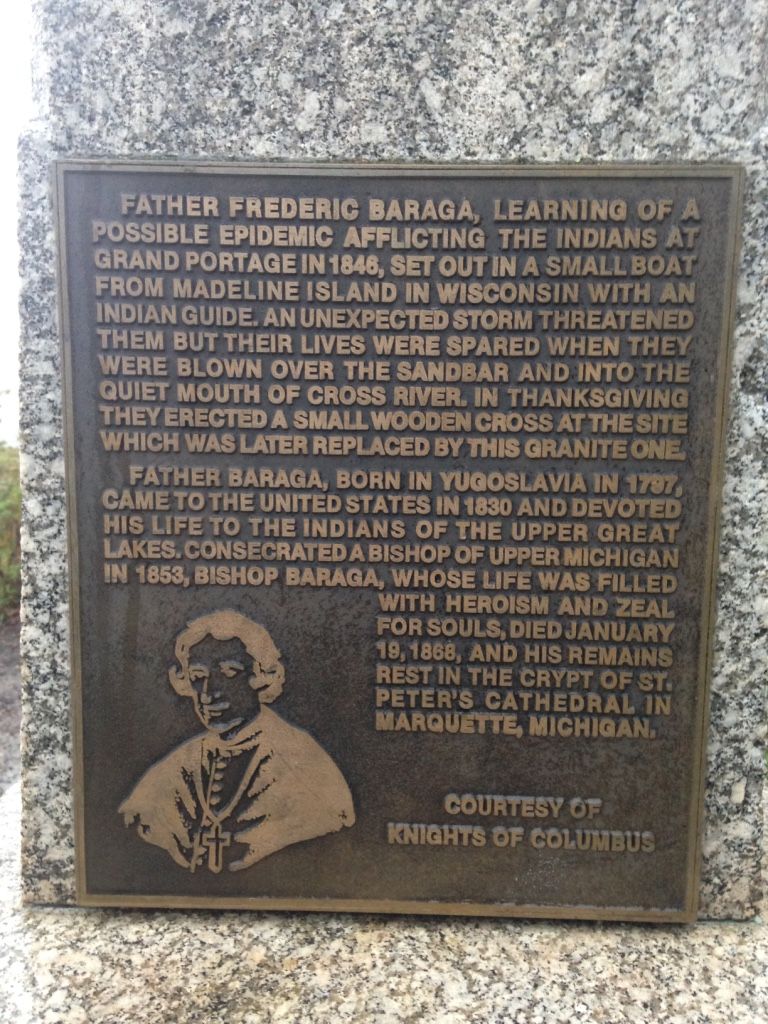 FATHER FREDERIC BARAGA, LEARNING OF A
POSSIBLE EPIDEMIC AFFLICTING THE INDIANS AT
GRAND PORTAGE IN 1846, SET OUT IN A SMALL BOAT
FROM MADELINE ISLAND IN WISCONSIN WITH AN
INDIAN GUIDE. AN UNEXPECTED STORM THREATENED
THEM BUT THEIR LIVES WERE SPARED WHEN THEY
WERE BLOWN OVER THE SANDBAR AND INTO THE
QUIET MOUTH OF CROSS RIVER. IN THANKSGIVING
THEY ERECTED A SMALL WOODEN CROSS AT THE SITE
WHICH WAS LATER REPLACED BY THIS GRANITE ONE.
FATHER BARAGA, BORN IN YUGOSLAVIA IN 1797,
CAME TO THE UNITED STATES IN 1830 AND DEVOTED
HIS LIFE TO THE INDIANS OF THE UPPER GREAT
LAKES. CONSECRATED A BISHOP OF UPPER MICHIGAN
IN 1853, BISHOP BARAGA, WHOSE LIFE WAS FILLED
WITH HEROISM AND ZEAL
FOR SOULS, DIED JANUARY
19, 1868, AND HIS REMAINS
REST IN THE CRYPT OF ST.
PETER'S CATHEDRAL IN
MARQUETTE, MICHIGAN.
COURTESY OF
KNIGHTS OF COLUMBUS